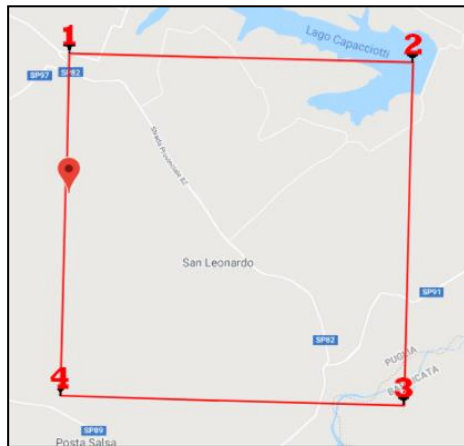 1
2
Lago Capacciotti
SP82
SP97
Strada Provinciale 82
San Leonardo
SP91
SP82
PUGLIA
BASILICATA
4
3
SP89
Posta Salsa